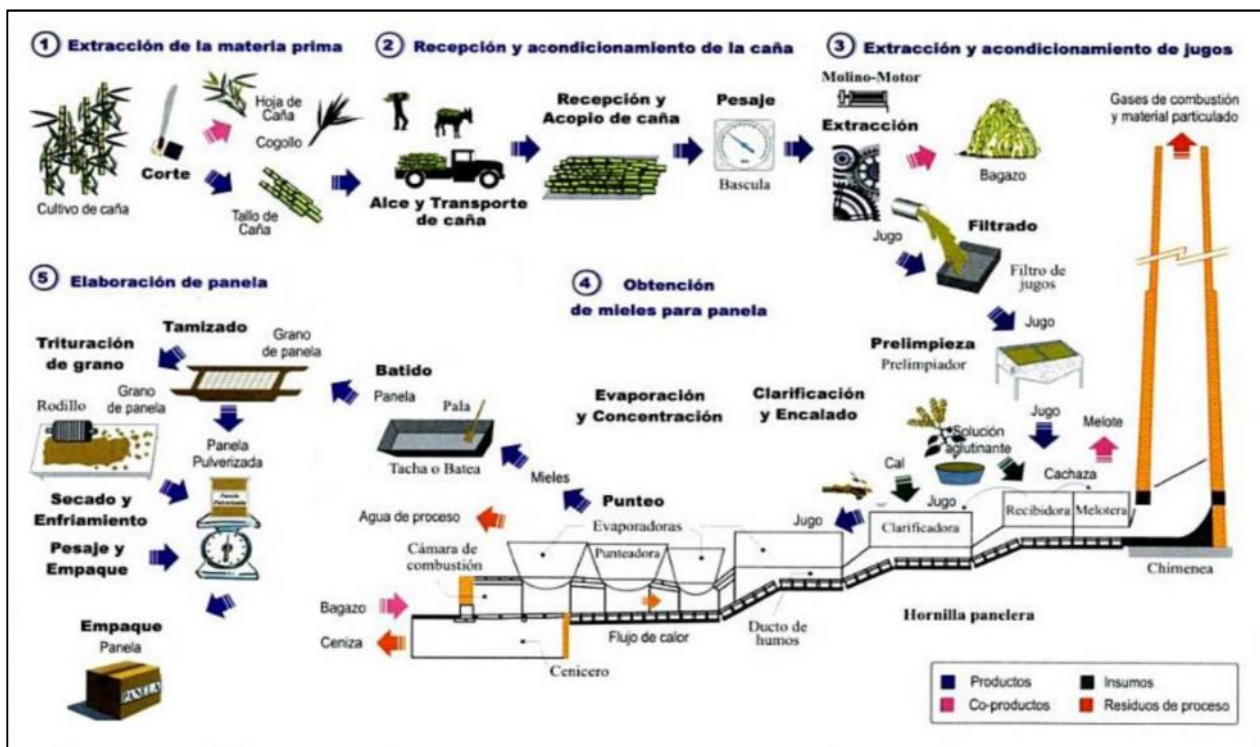 1 Extracción de la materia prima
Hoja de
Caña
Cogollo
Corte
Cultivo de caña
Tallo de
Caña
2 Recepción y acondicionamiento de la caña
Alce y Transporte
de caña
Recepción y
Acopio de caña
Pesaje
Bascula
3 Extracción y acondicionamiento de jugos
Molino-Motor
Extracción
Bagazo
Gases de combustión
y material particulado
Jugo
Filtrado
Filtro de
jugos
Jugo
Prelimpieza
Prelimpiador
Jugo
Melote
4 Obtención
de mieles para panela
Evaporación
y Concentración
Clarificación
y Encalado
Solución
aglutinante
Cal
Cachaza
Jugo
Recibidora
Melotera
Clarificadora
Jugo
Punteo
Evaporadoras
Punteadora
Mieles
Agua de proceso
Cámara de
combustión
Bagazo
Ceniza
Cenicero
Flujo de calor
Ducto de
humos
Hornilla panelera
Chimenea
5 Elaboración de panela
Batido
Panela
Pala
Tacha o Batea
Tamizado
Grano
de panela
Trituración
de grano
Grano
de panela
Rodillo
Panela
Pulverizada
Secado y
Enfriamiento
Pesaje y
Empaque
Empaque
Panela
PANELA
Productos
Insumos
Co-productos
Residuos de proceso